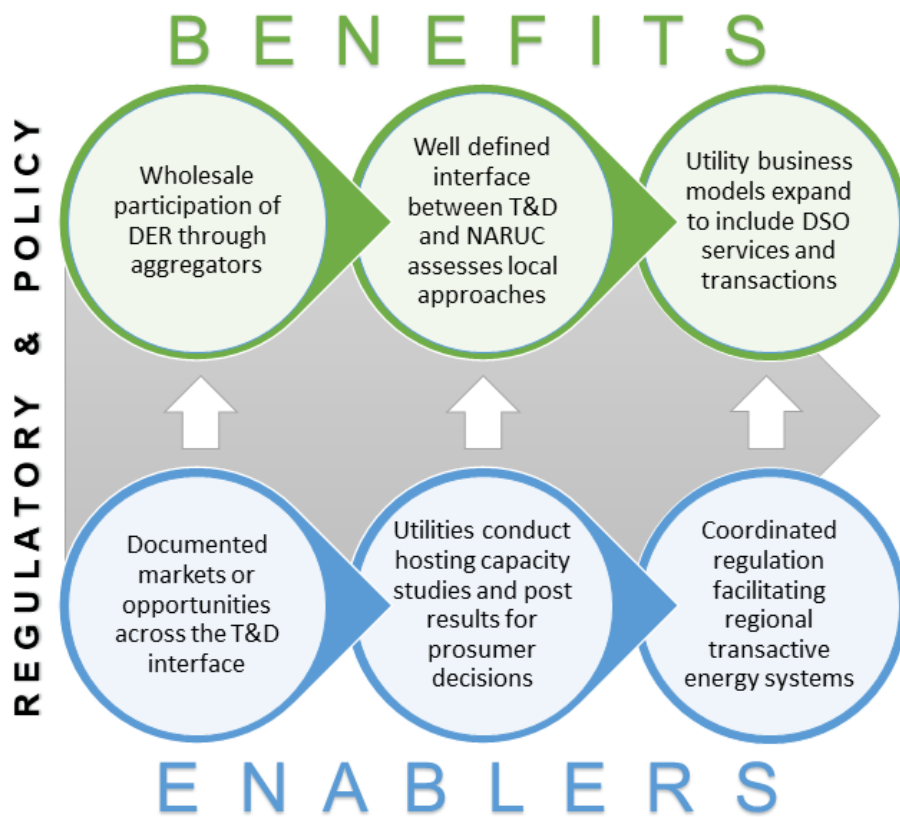 BENEFITS
REGULATORY & POLICY
Wholesale
participation of
DER through
aggregators
Well defined
interface
between T&D
and NARUC
assesses local
approaches
Utility business
models expand
to include DSO
services and
transactions
Documented
markets or
opportunities
across the T&D
interface
Utilities conduct
hosting capacity
studies and post
results for
prosumer
decisions
Coordinated
regulation
facilitating
regional
transactive
energy systems
ENABLERS